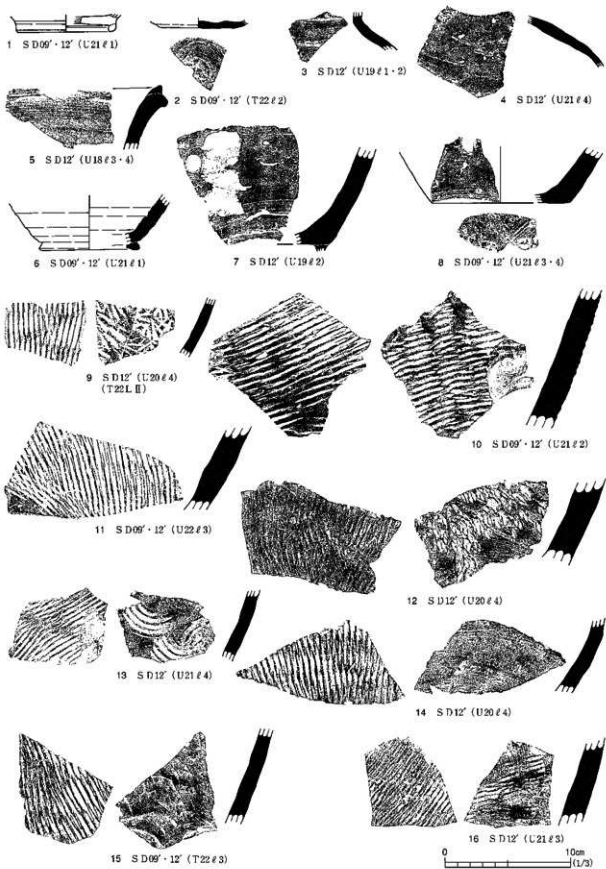 1 SD09′・12′ (U21ℓ1)
2 SD09′・12′ (T22ℓ2)
3 SD12′ (U19ℓ1・2)
4 SD12′ (U21ℓ4)
5 SD12′ (U18ℓ3・4)
6 SD09′・12′ (U21ℓ1)
7 SD12′ (U19ℓ2)
8 SD09′・12′ (U21ℓ3・4)
9 SD12′ (U20ℓ4)
(T22LⅡ)
10 SD09′・12′ (U21ℓ2)
11 SD09′・12′ (U22ℓ3)
12 SD12′ (U20ℓ4)
13 SD12′ (U21ℓ4)
14 SD12′ (U20ℓ4)
15 SD09′・12′ (T22ℓ3)
16 SD12′ (U21ℓ3)
0 10cm
(1/3)